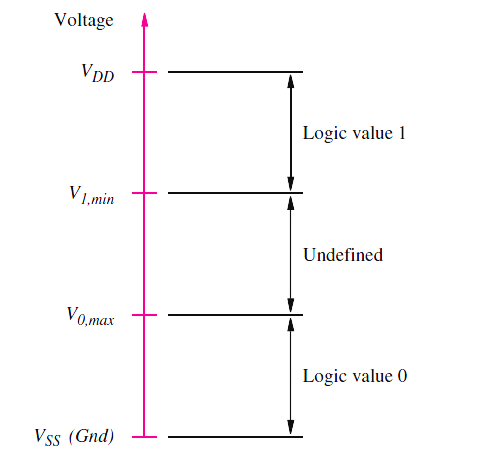 Voltage
V_DD
Logic value 1
V_1,min
Undefined
V_0,max
Logic value 0
V_SS (Gnd)